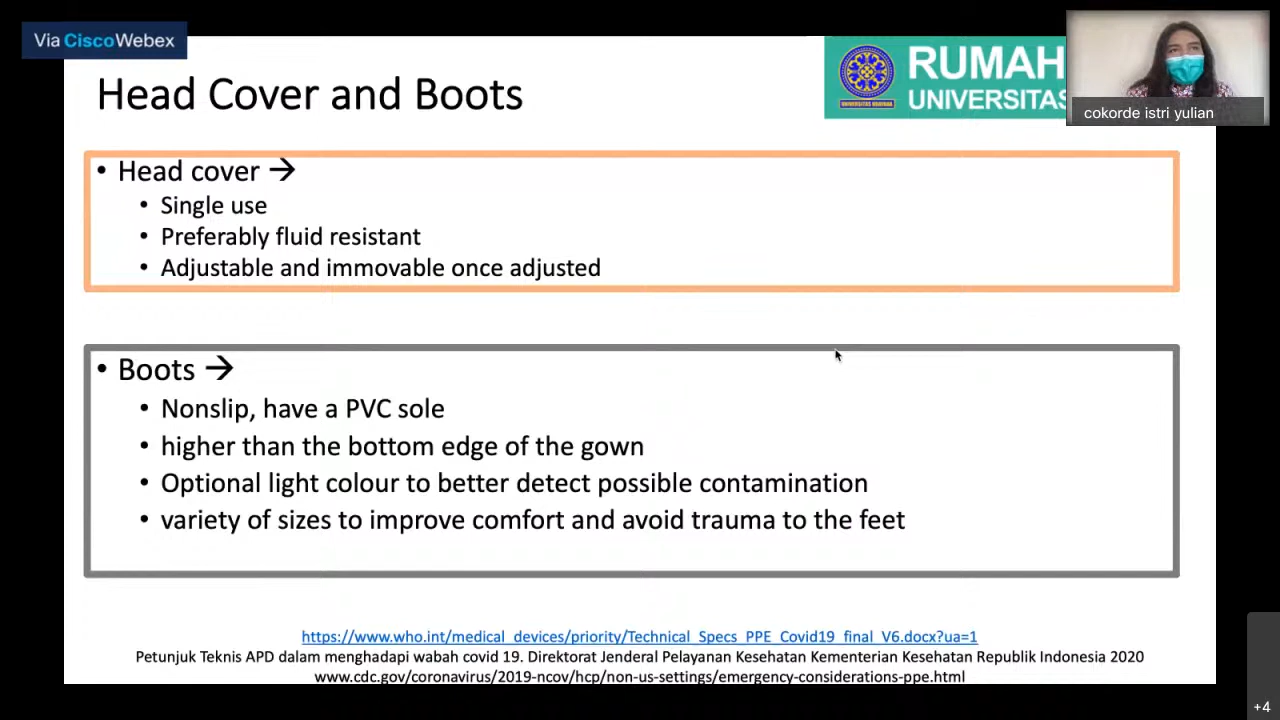 Via CiscoWebex
Head Cover and Boots
RUMAH
UNIVERSITAS
UNIVERSITAS UDAYANA
cokorde istri yulian
• Head cover →
• Single use
• Preferably fluid resistant
• Adjustable and immovable once adjusted
• Boots →
• Nonslip, have a PVC sole
• higher than the bottom edge of the gown
• Optional light colour to better detect possible contamination
• variety of sizes to improve comfort and avoid trauma to the feet
https://www.who.int/medical_devices/priority/Technical_Specs_PPE_Covid19_final_V6.docx?ua=1
Petunjuk Teknis APD dalam menghadapi wabah covid 19. Direktorat Jenderal Pelayanan Kesehatan Kementerian Kesehatan Republik Indonesia 2020
www.cdc.gov/coronavirus/2019-ncov/hcp/non-us-settings/emergency-considerations-ppe.html
+4